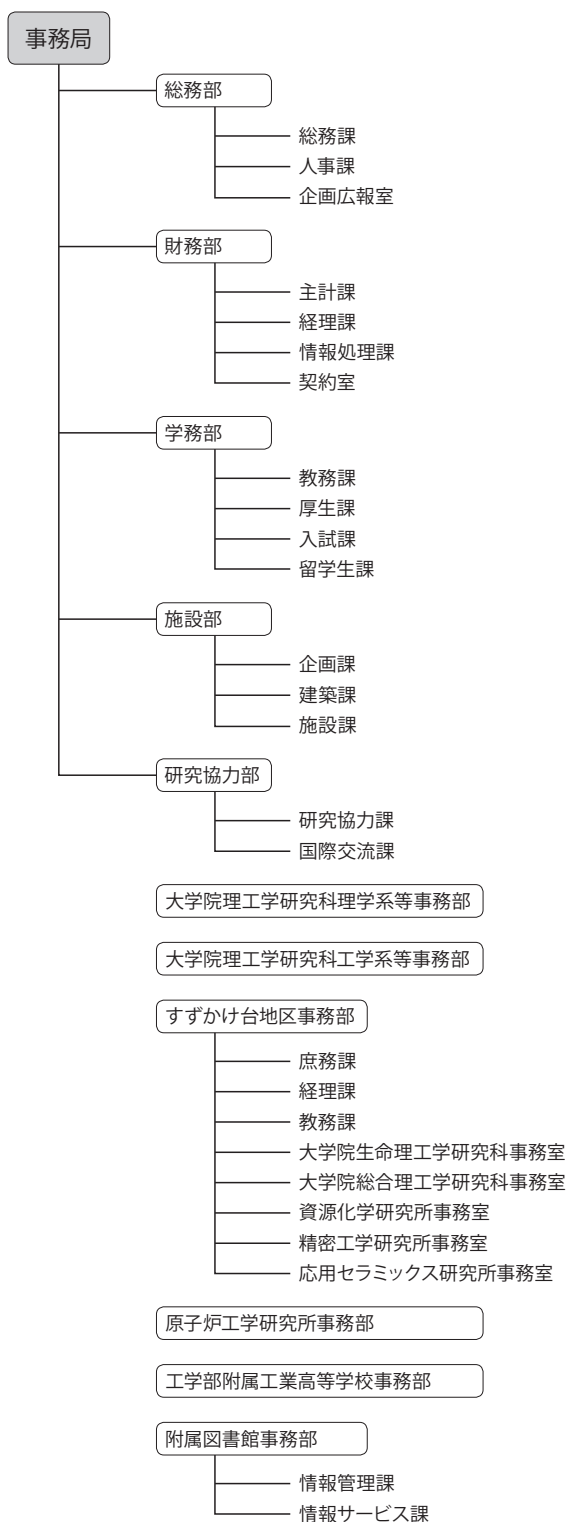 事務局
総務部
総務課
人事課
企画広報室
財務部
主計課
経理課
情報処理課
契約室
学務部
教務課
厚生課
入試課
留学生課
施設部
企画課
建築課
施設課
研究協力部
研究協力課
国際交流課
大学院理工学研究科理学系等事務部
大学院理工学研究科工学系等事務部
すずかけ台地区事務部
庶務課
経理課
教務課
大学院生命理工学研究科事務室
大学院総合理工学研究科事務室
資源化学研究所事務室
精密工学研究所事務室
応用セラミックス研究所事務室
原子炉工学研究所事務部
工学部附属工業高等学校事務部
附属図書館事務部
情報管理課
情報サービス課